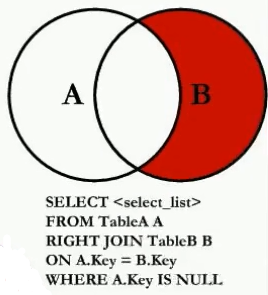 A B
SELECT <select_list>
FROM TableA A
RIGHT JOIN TableB B
ON A.Key = B.Key
WHERE A.Key IS NULL